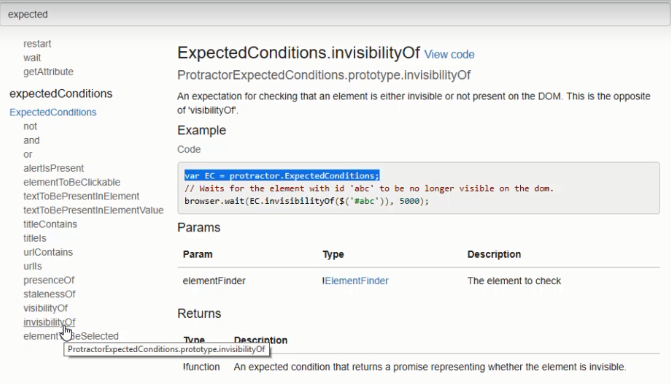 expected
restart
wait
getAttribute
expectedConditions
ExpectedConditions
not
and
or
alertIsPresent
elementToBeClickable
textToBePresentInElement
textToBePresentInElementValue
titleContains
titleIs
urlContains
urlIs
presenceOf
stalenessOf
visibilityOf
invisibilityOf
ProtractorExpectedConditions.prototype.invisibilityOf
ExpectedConditions.invisibilityOf View code
ProtractorExpectedConditions.prototype.invisibilityOf
An expectation for checking that an element is either invisible or not present on the DOM. This is the opposite
of 'visibilityOf'.
Example
Code
var EC = protractor.ExpectedConditions;
// Waits for the element with id 'abc' to be no longer visible on the dom.
browser.wait(EC.invisibilityOf($('#abc')), 5000);
Params
Param Type Description
elementFinder !ElementFinder The element to check
Returns
Type Description
!function An expected condition that returns a promise representing whether the element is invisible.